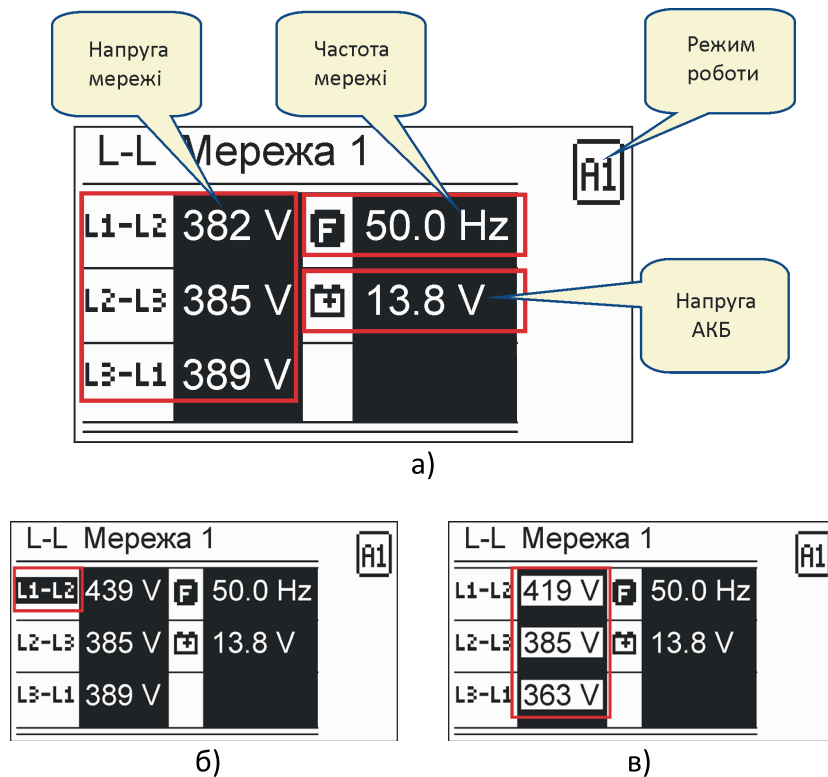 Напруга
мережі
Частота
мережі
Режим
роботи
L-L Мережа 1
A1
L1-L2 382 V F 50.0 Hz
L2-L3 385 V 13.8 V
L3-L1 389 V
Напруга
АКБ
а)
L-L Мережа 1
A1
L1-L2 439 V F 50.0 Hz
L2-L3 385 V 13.8 V
L3-L1 389 V
б)
L-L Мережа 1
A1
L1-L2 419 V F 50.0 Hz
L2-L3 385 V 13.8 V
L3-L1 363 V
в)